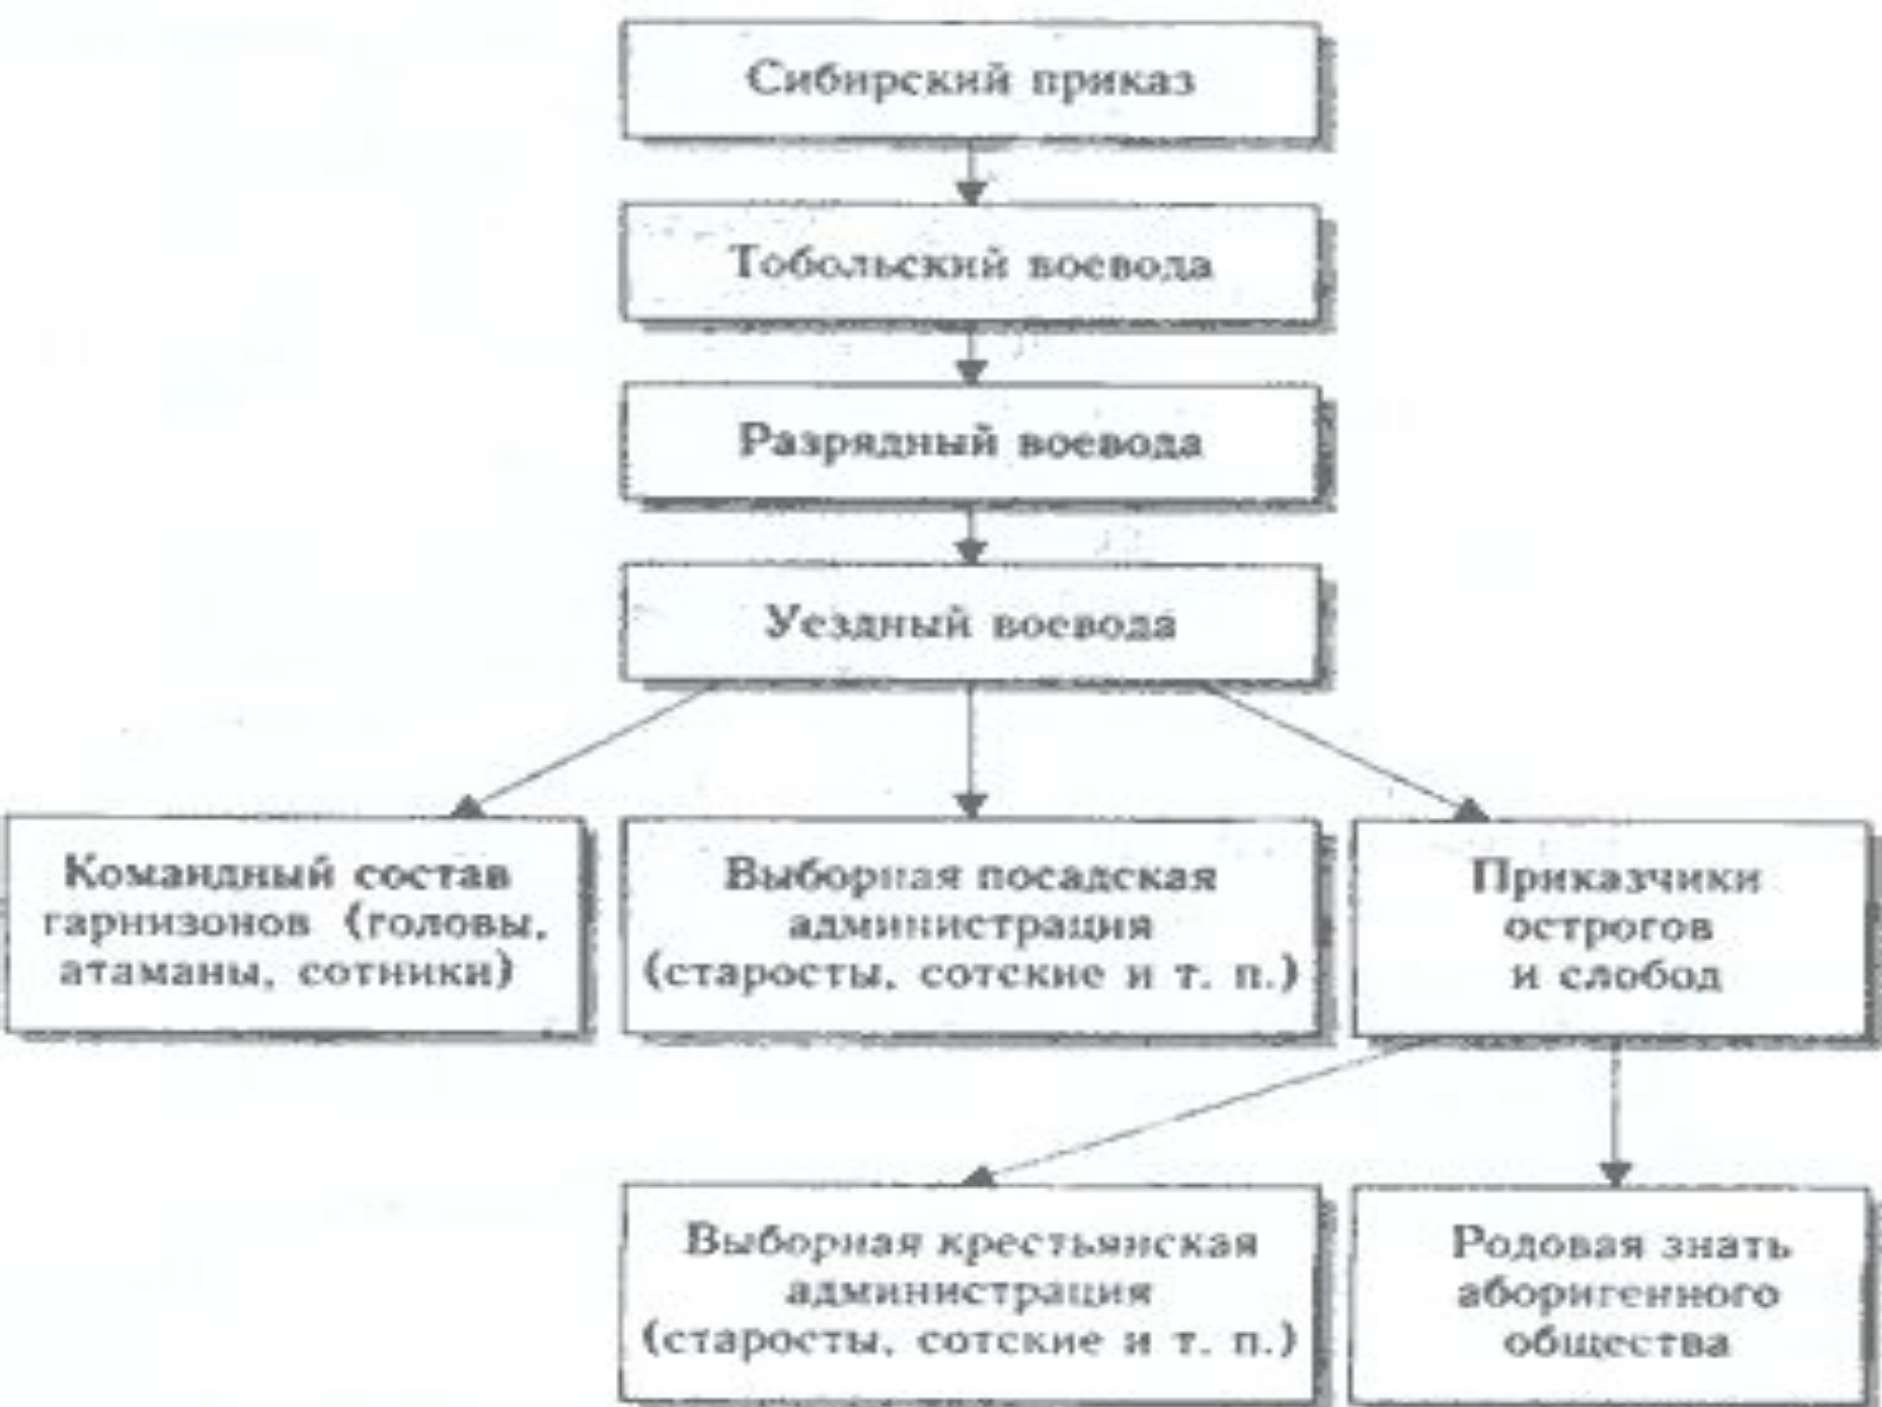 Сибирский приказ
Тобольский воевода
Разрядный воевода
Уездный воевода
Командный состав
гарнизонов (головы,
атаманы, сотники)
Выборная посадская
администрация
(старосты, сотские и т. п.)
Приказчики
острогов
и слобод
Выборная крестьянская
администрация
(старосты, сотские и т. п.)
Родовая знать
аборигенного
общества